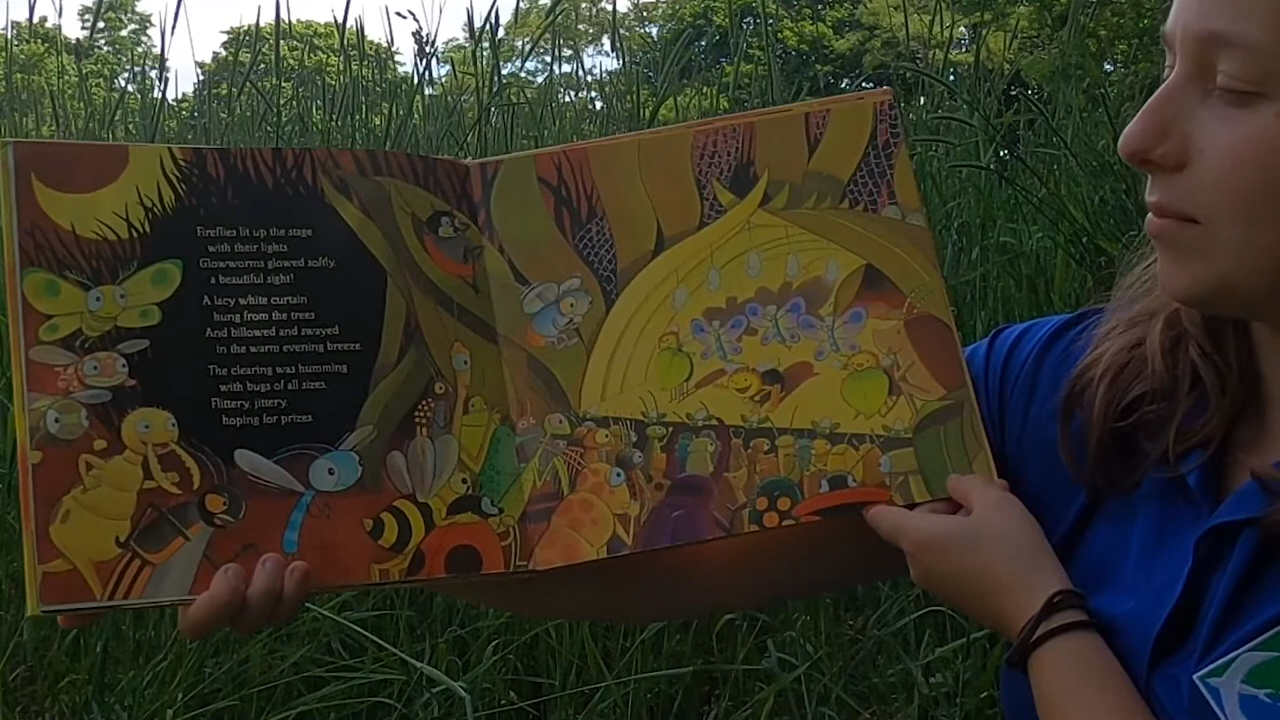 Fireflies lit up the stage
with their lights.
Glowworms glowed softly,
a beautiful sight!
A lacy white curtain
hung from the trees
And billowed and swayed
in the warm evening breeze.
The clearing was humming
with bugs of all sizes,
Flittery, jittery,
hoping for prizes